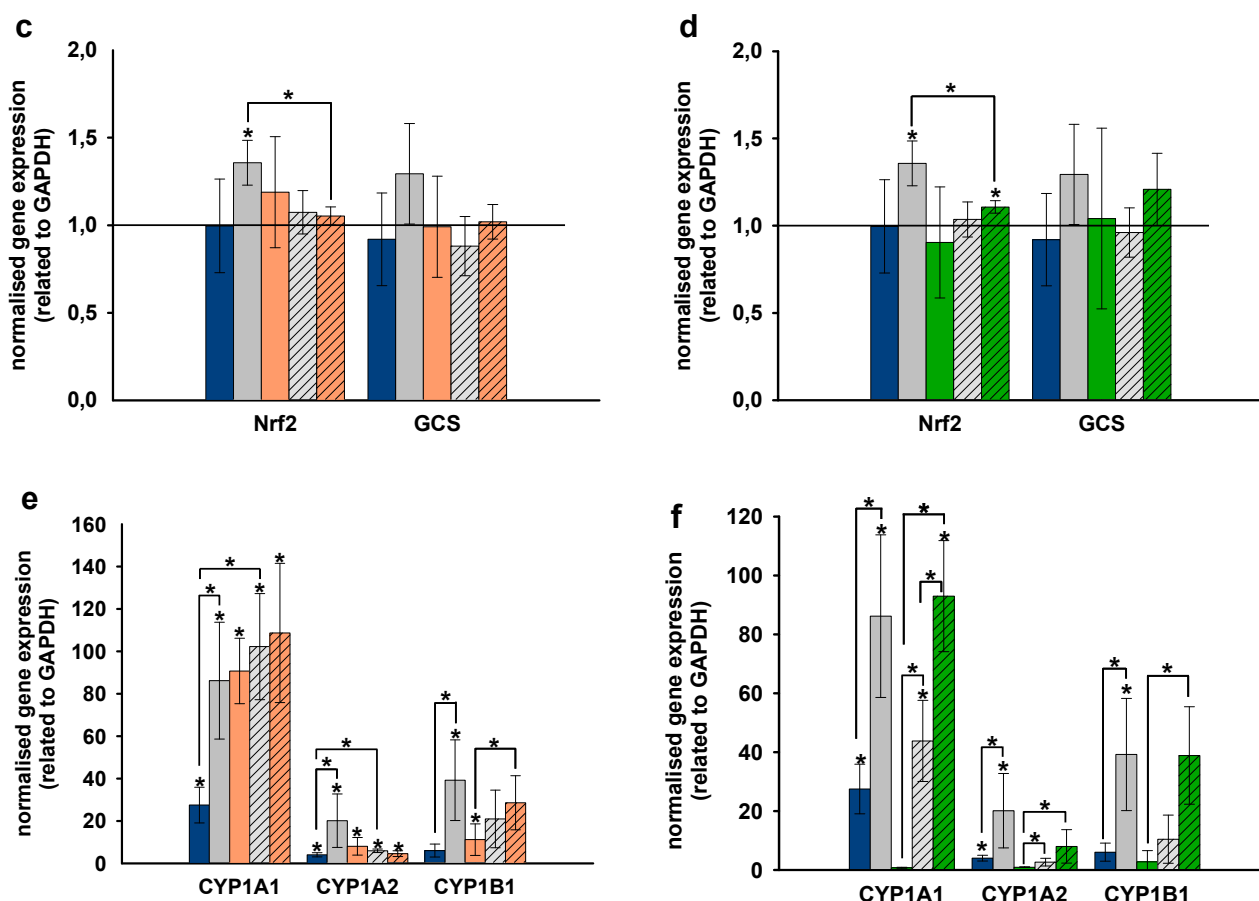 c
normalised gene expression
(related to GAPDH)
2,0
1,5
1,0
0,5
0,0
*
*
Nrf2 GCS
d
normalised gene expression
(related to GAPDH)
2,0
1,5
1,0
0,5
0,0
*
* *
Nrf2 GCS
e
normalised gene expression
(related to GAPDH)
160
140
120
100
80
60
40
20
0
* * * * * * * *
* * * * * * *
* * * *
CYP1A1 CYP1A2 CYP1B1
f
normalised gene expression
(related to GAPDH)
120
100
80
60
40
20
0
* * * * * * * * *
* * * * *
* * *
CYP1A1 CYP1A2 CYP1B1